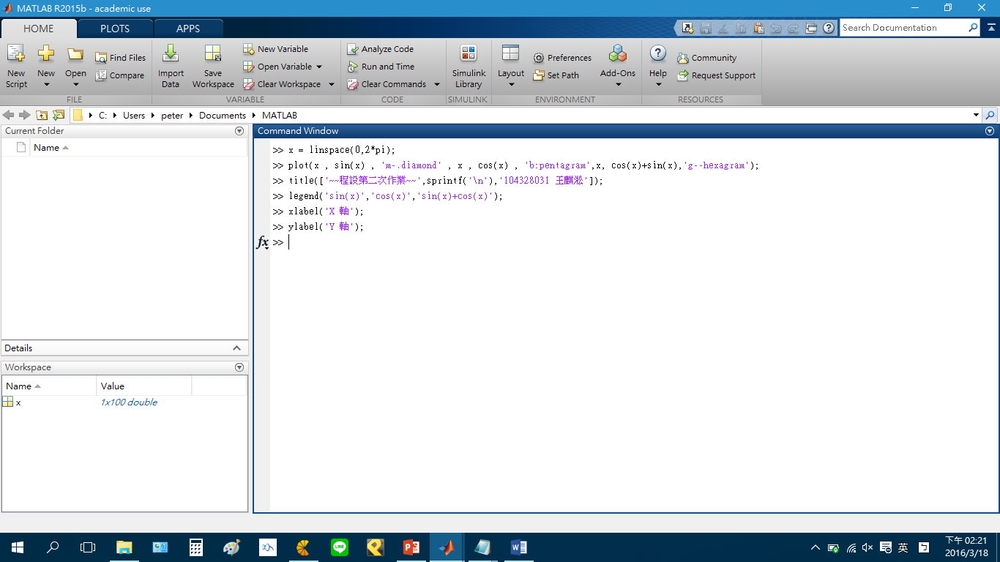 MATLAB R2015b - academic use
HOME PLOTS APPS
Search Documentation
New Script
New
Open
Find Files
Compare
FILE
Import Data
Save Workspace
New Variable
Open Variable
Clear Workspace
VARIABLE
Analyze Code
Run and Time
Clear Commands
CODE
Simulink Library
SIMULINK
Layout
Preferences
Set Path
Add-Ons
ENVIRONMENT
Help
Community
Request Support
RESOURCES
C: Users peter Documents MATLAB
Current Folder
Name
Details
Workspace
Name Value
x 1x100 double
Command Window
>> x = linspace(0,2*pi);
>> plot(x , sin(x) , 'm-.diamond' , x , cos(x) , 'b:pentagram',x, cos(x)+sin(x),'g--hexagram');
>> title(['~~程設第二次作業~~',sprintf('\n'),'104328031 王麒淞']);
>> legend('sin(x)','cos(x)','sin(x)+cos(x)');
>> xlabel('X 軸');
>> ylabel('Y 軸');
fx >>
LINE
英
下午 02:21
2016/3/18